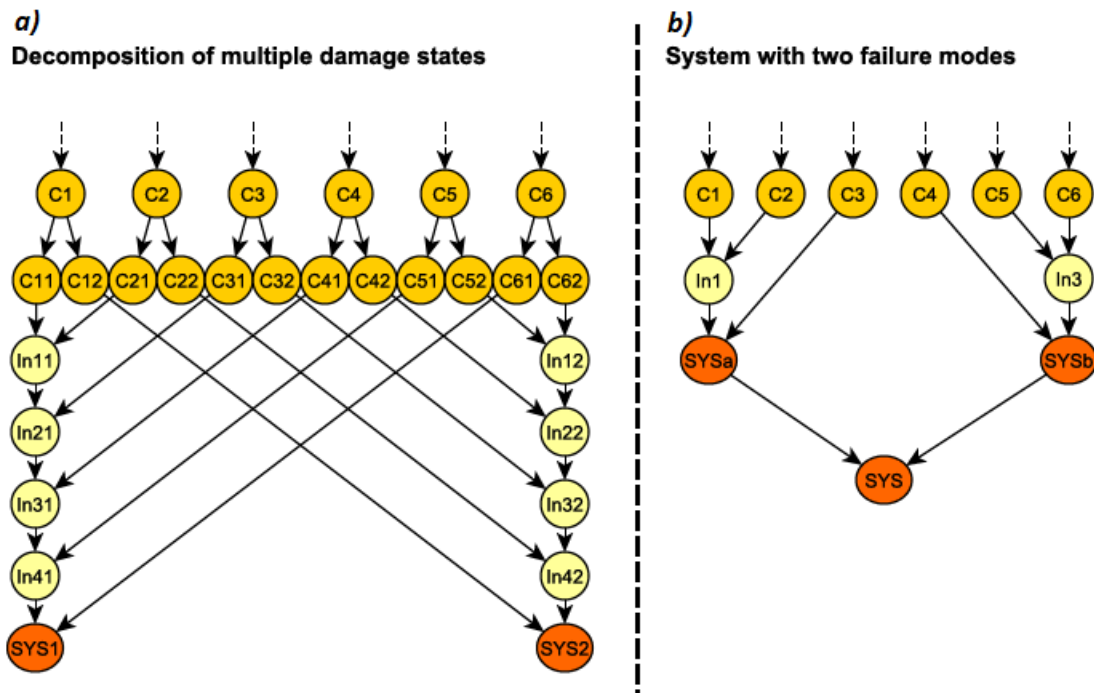 a)
Decomposition of multiple damage states
C1 C2 C3 C4 C5 C6
C11 C12 C21 C22 C31 C32 C41 C42 C51 C52 C61 C62
In11 In12
In21 In22
In31 In32
In41 In42
SYS1 SYS2
b)
System with two failure modes
C1 C2 C3 C4 C5 C6
In1 In3
SYSa SYSb
SYS